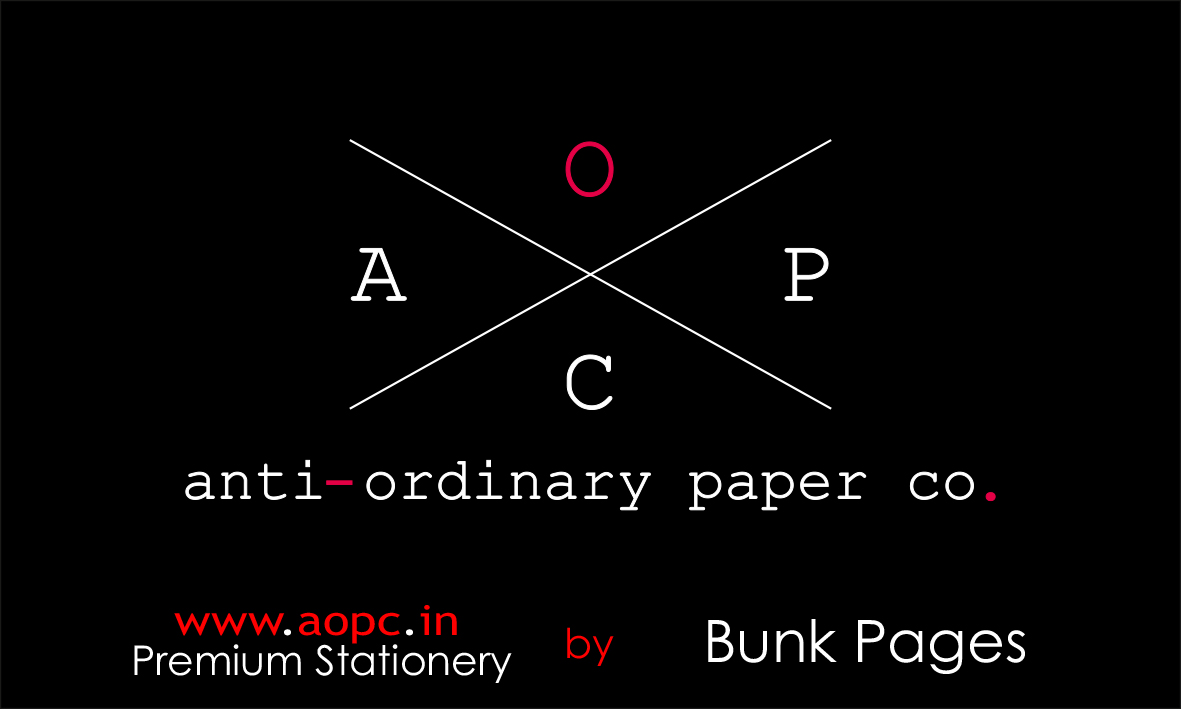 O
A P
C
anti-ordinary paper co.
www.aopc.in
Premium Stationery
by
Bunk Pages